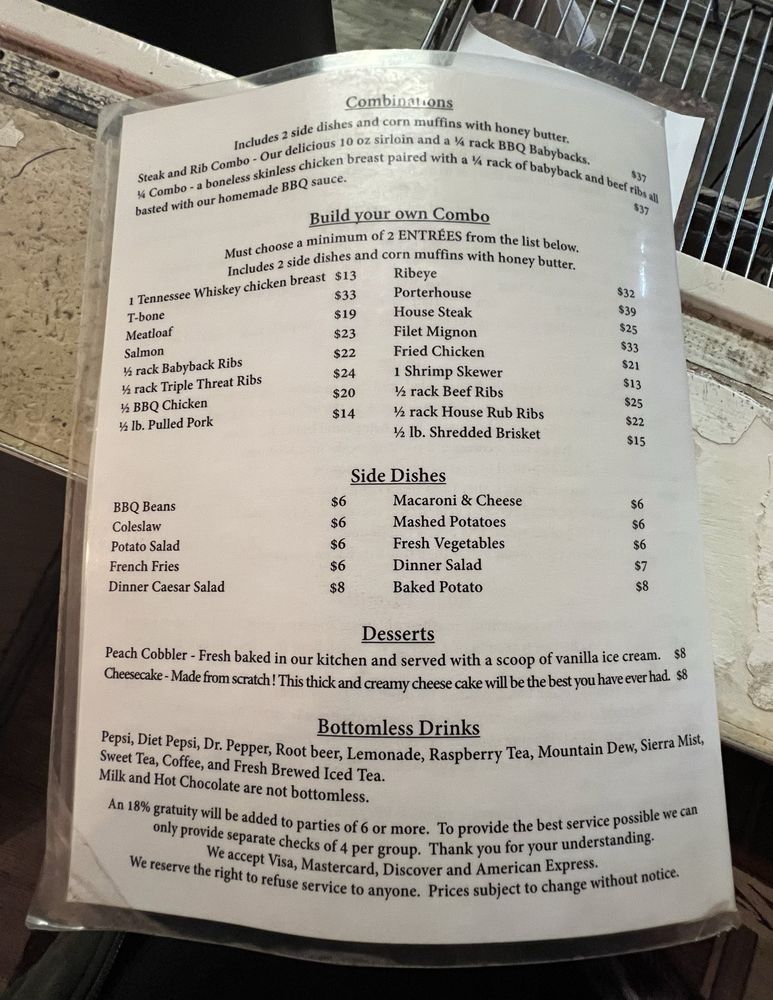 Combinations
Includes 2 side dishes and corn muffins with honey butter.
Steak and Rib Combo - Our delicious 10 oz sirloin and a ¼ rack BBQ Babybacks. $37
¼ Combo - a boneless skinless chicken breast paired with a ¼ rack of babyback and beef ribs all
basted with our homemade BBQ sauce. $37
Build your own Combo
Must choose a minimum of 2 ENTRÉES from the list below.
Includes 2 side dishes and corn muffins with honey butter.
1 Tennessee Whiskey chicken breast $13
T-bone $33
Meatloaf $19
Salmon $23
½ rack Babyback Ribs $22
½ rack Triple Threat Ribs $24
½ BBQ Chicken $20
½ lb. Pulled Pork $14
Ribeye $32
Porterhouse $39
House Steak $25
Filet Mignon $33
Fried Chicken $21
1 Shrimp Skewer $13
½ rack Beef Ribs $25
½ rack House Rub Ribs $22
½ lb. Shredded Brisket $15
Side Dishes
BBQ Beans $6
Coleslaw $6
Potato Salad $6
French Fries $6
Dinner Caesar Salad $8
Macaroni & Cheese $6
Mashed Potatoes $6
Fresh Vegetables $6
Dinner Salad $7
Baked Potato $8
Desserts
Peach Cobbler - Fresh baked in our kitchen and served with a scoop of vanilla ice cream. $8
Cheesecake - Made from scratch! This thick and creamy cheese cake will be the best you have ever had. $8
Bottomless Drinks
Pepsi, Diet Pepsi, Dr. Pepper, Root beer, Lemonade, Raspberry Tea, Mountain Dew, Sierra Mist,
Sweet Tea, Coffee, and Fresh Brewed Iced Tea.
Milk and Hot Chocolate are not bottomless.
An 18% gratuity will be added to parties of 6 or more. To provide the best service possible we can
only provide separate checks of 4 per group. Thank you for your understanding.
We accept Visa, Mastercard, Discover and American Express.
We reserve the right to refuse service to anyone. Prices subject to change without notice.